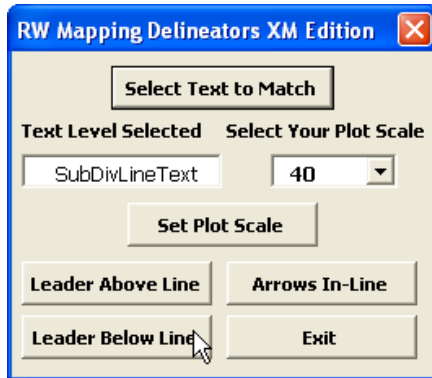 RW Mapping Delineators XM Edition
Select Text to Match
Text Level Selected Select Your Plot Scale
SubDivLineText 40
Set Plot Scale
Leader Above Line Arrows In-Line
Leader Below Line Exit